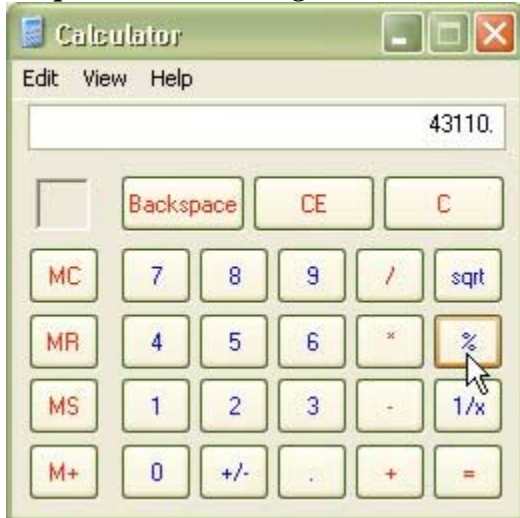 Calculator
Edit View Help
43110.
Backspace CE C
MC 7 8 9 / sqrt
MR 4 5 6 * %
MS 1 2 3 - 1/x
M+ 0 +/- . + =